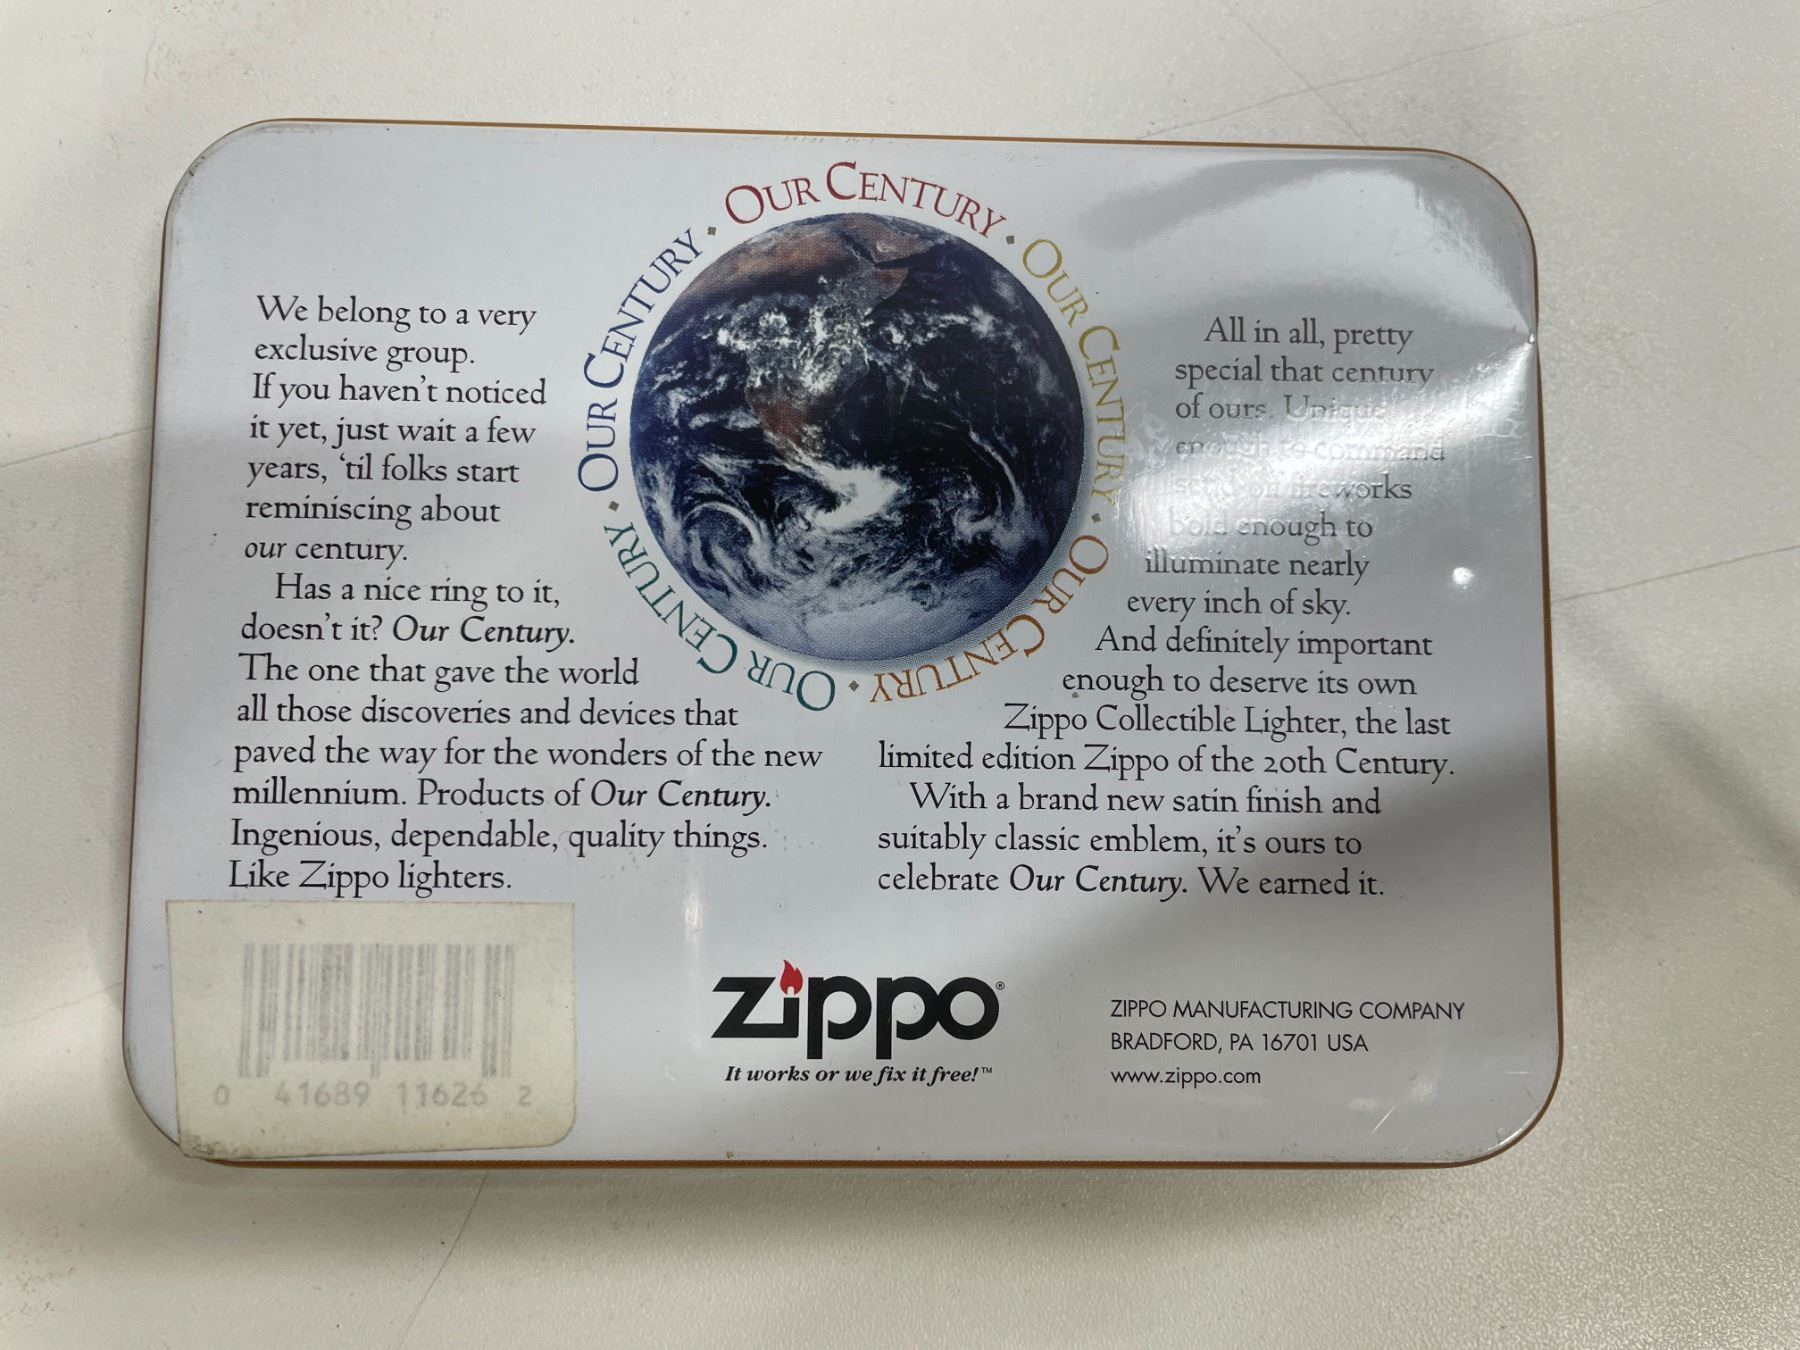 OUR CENTURY · OUR CENTURY · OUR CENTURY · OUR CENTURY · OUR CENTURY ·
We belong to a very
exclusive group.
If you haven't noticed
it yet, just wait a few
years, 'til folks start
reminiscing about
our century.
Has a nice ring to it,
doesn't it? Our Century.
The one that gave the world
all those discoveries and devices that
paved the way for the wonders of the new
millennium. Products of Our Century.
Ingenious, dependable, quality things.
Like Zippo lighters.
All in all, pretty
special that century
of ours. Unique
enough to command
fireworks
bold enough to
illuminate nearly
every inch of sky.
And definitely important
enough to deserve its own
Zippo Collectible Lighter, the last
limited edition Zippo of the 20th Century.
With a brand new satin finish and
suitably classic emblem, it's ours to
celebrate Our Century. We earned it.
0 41689 11626 2
zippo®
It works or we fix it free!™
ZIPPO MANUFACTURING COMPANY
BRADFORD, PA 16701 USA
www.zippo.com